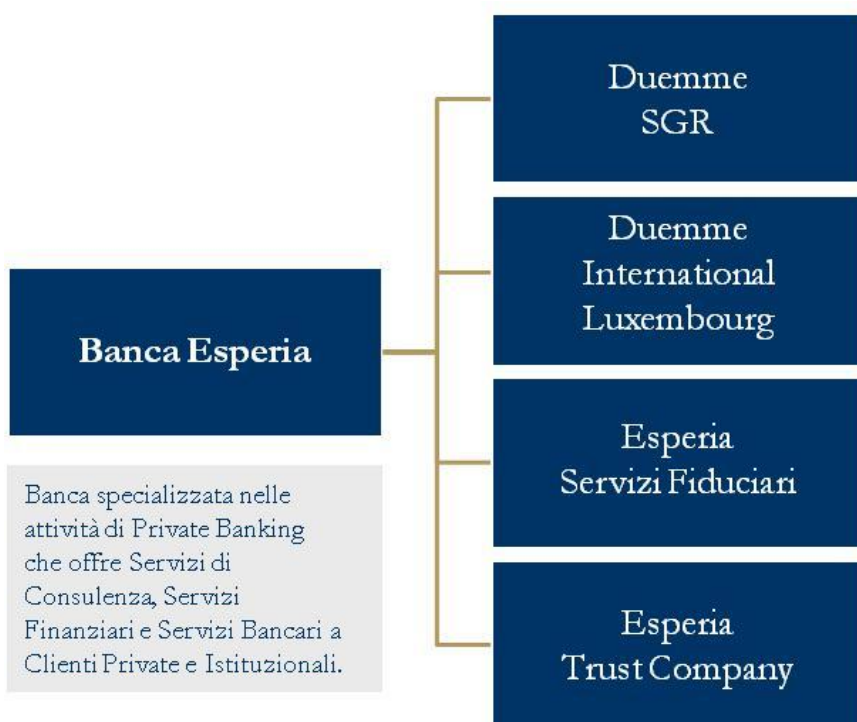 Duemme
SGR
Duemme
International
Luxembourg
Banca Esperia
Esperia
Servizi Fiduciari
Banca specializzata nelle
attività di Private Banking
che offre Servizi di
Consulenza, Servizi
Finanziari e Servizi Bancari a
Clienti Private e Istituzionali.
Esperia
Trust Company